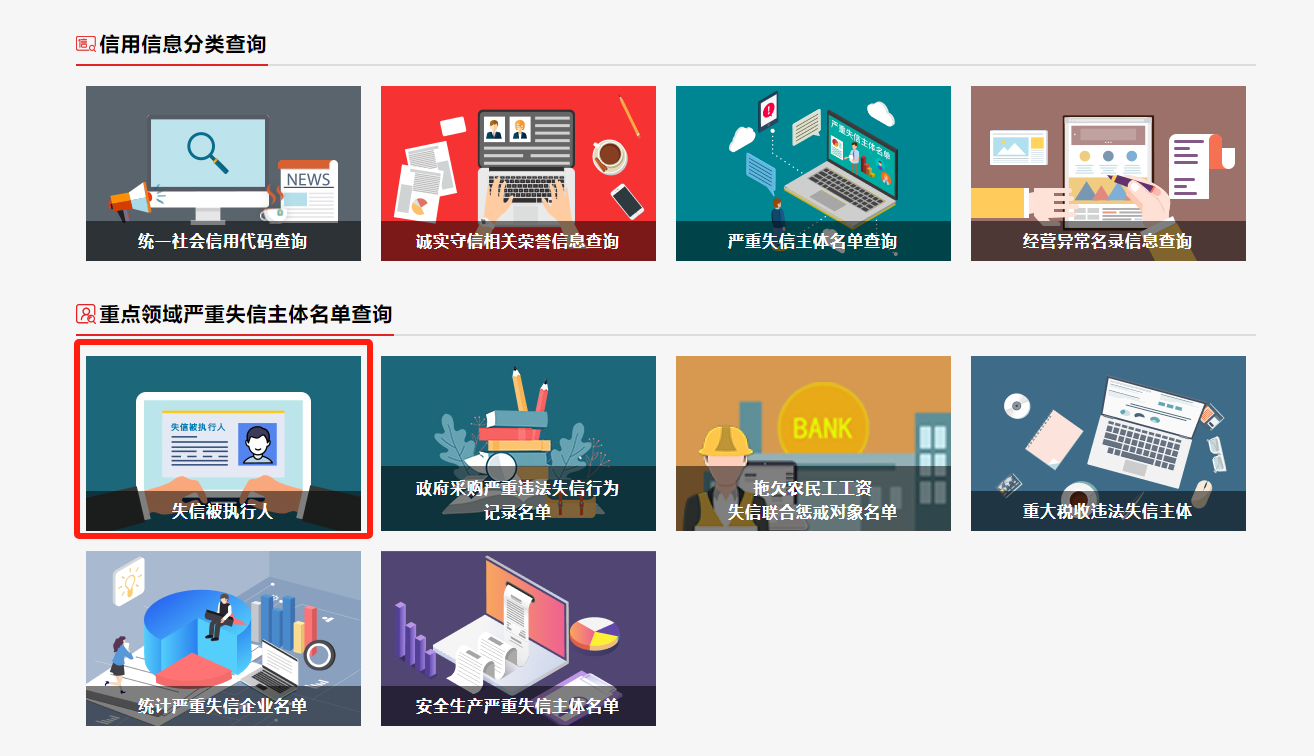 信用信息分类查询
NEWS
统一社会信用代码查询
诚实守信相关荣誉信息查询
严重失信主体名单
严重失信主体名单查询
经营异常名录信息查询
重点领域严重失信主体名单查询
失信被执行人
失信被执行人
政府采购严重违法失信行为
记录名单
BANK
拖欠农民工工资
失信联合惩戒对象名单
重大税收违法失信主体
统计严重失信企业名单
安全生产严重失信主体名单